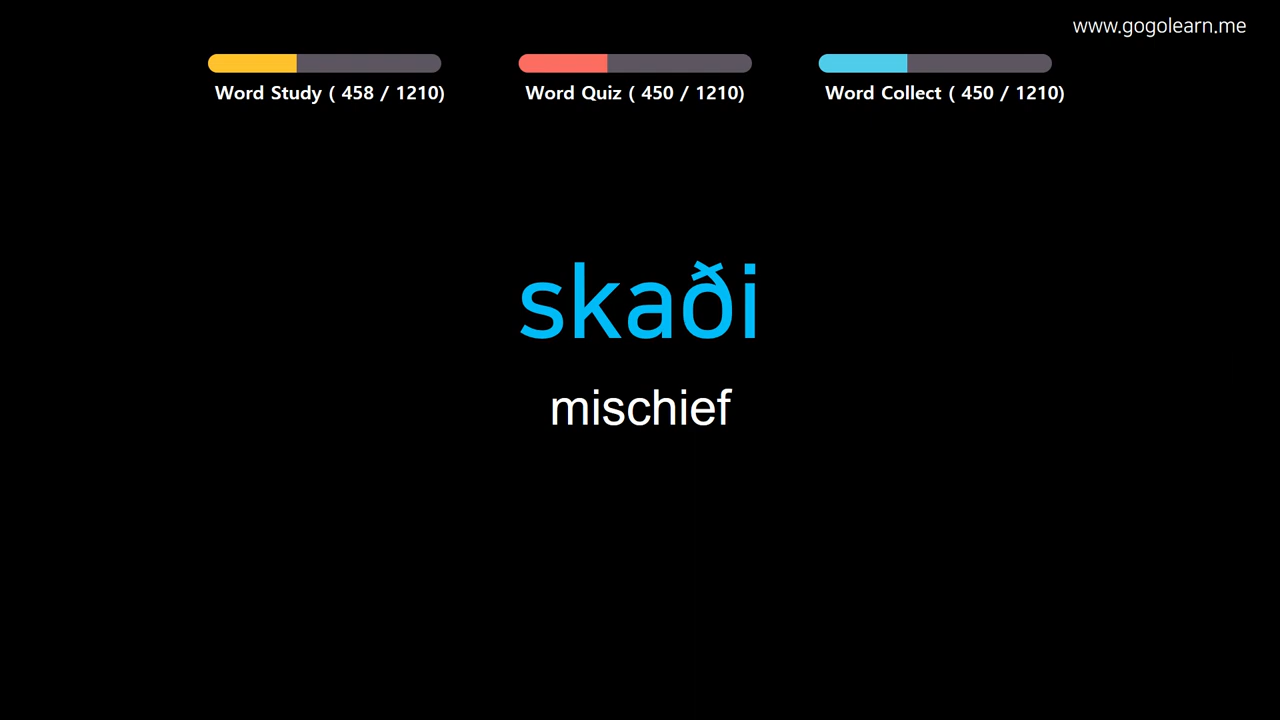 www.gogolearn.me
Word Study ( 458 / 1210)
Word Quiz ( 450 / 1210)
Word Collect ( 450 / 1210)
skaði
mischief